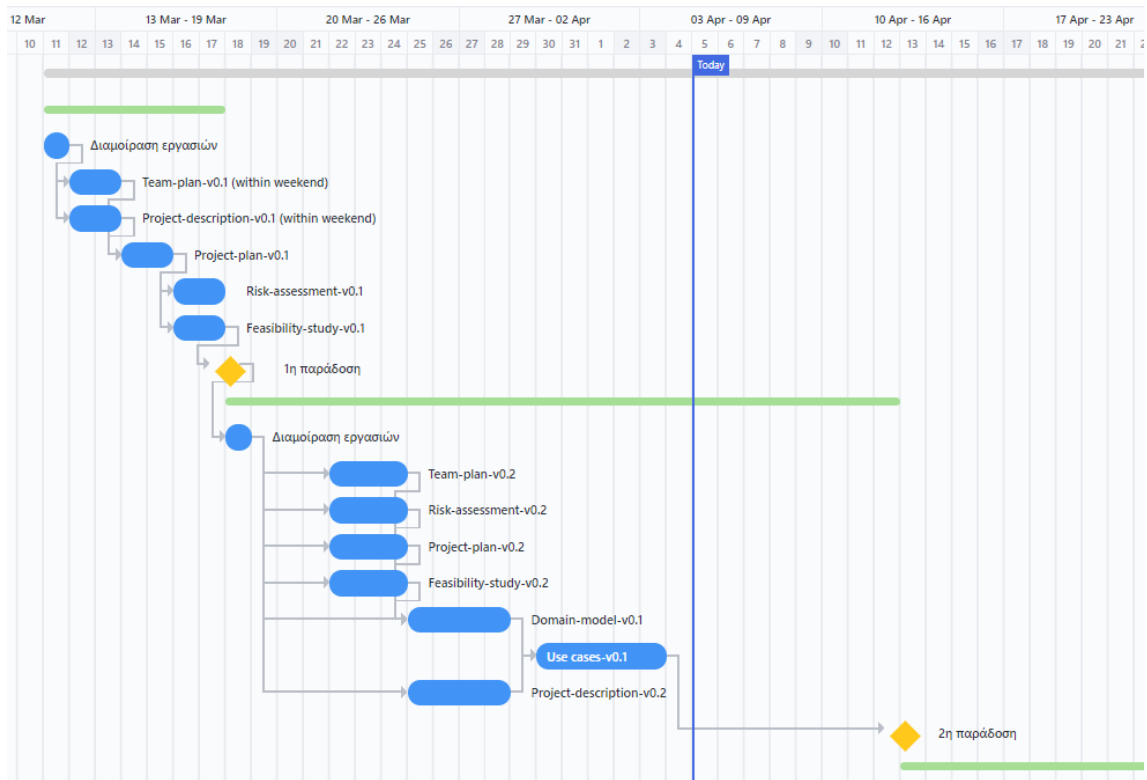 12 Mar 13 Mar - 19 Mar 20 Mar - 26 Mar 27 Mar - 02 Apr 03 Apr - 09 Apr 10 Apr - 16 Apr 17 Apr - 23 Apr
10 11 12 13 14 15 16 17 18 19 20 21 22 23 24 25 26 27 28 29 30 31 1 2 3 4 5 6 7 8 9 10 11 12 13 14 15 16 17 18 19 20 21 2
Today
Διαμοίραση εργασιών
Team-plan-v0.1 (within weekend)
Project-description-v0.1 (within weekend)
Project-plan-v0.1
Risk-assessment-v0.1
Feasibility-study-v0.1
1η παράδοση
Διαμοίραση εργασιών
Team-plan-v0.2
Risk-assessment-v0.2
Project-plan-v0.2
Feasibility-study-v0.2
Domain-model-v0.1
Use cases-v0.1
Project-description-v0.2
2η παράδοση